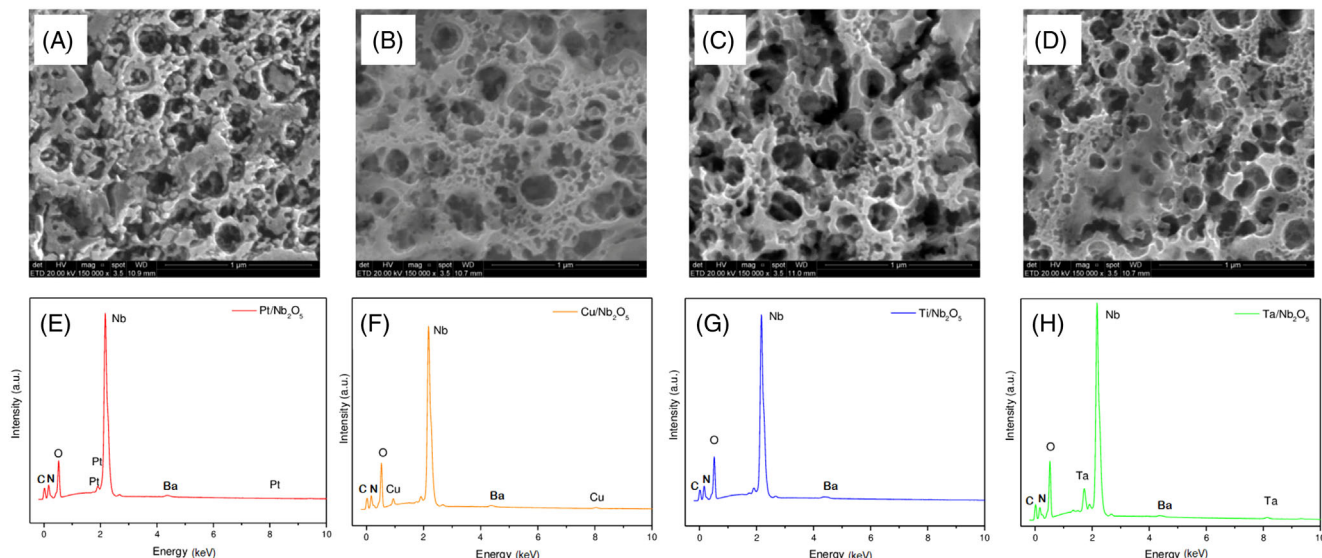 (A)
det HV mag □ spot WD
ETD 20.00 kV 150 000 x 3.5 10.9 mm
1 µm
(B)
det HV mag □ spot WD
ETD 20.00 kV 150 000 x 3.5 10.7 mm
1 µm
(C)
det HV mag □ spot WD
ETD 20.00 kV 150 000 x 3.5 11.0 mm
1 µm
(D)
det HV mag □ spot WD
ETD 20.00 kV 150 000 x 3.5 10.7 mm
1 µm
(E)
Pt/Nb₂O₅
Nb
O
Pt
C N
Pt
Ba
Pt
Intensity (a.u.)
0 2 4 6 8 10
Energy (keV)
(F)
Cu/Nb₂O₅
Nb
O
C N
Cu
Ba
Cu
Intensity (a.u.)
0 2 4 6 8 10
Energy (keV)
(G)
Ti/Nb₂O₅
Nb
O
C N
Ba
Intensity (a.u.)
0 2 4 6 8 10
Energy (keV)
(H)
Ta/Nb₂O₅
Nb
O
Ta
C N
Ba
Ta
Intensity (a.u.)
0 2 4 6 8 10
Energy (keV)